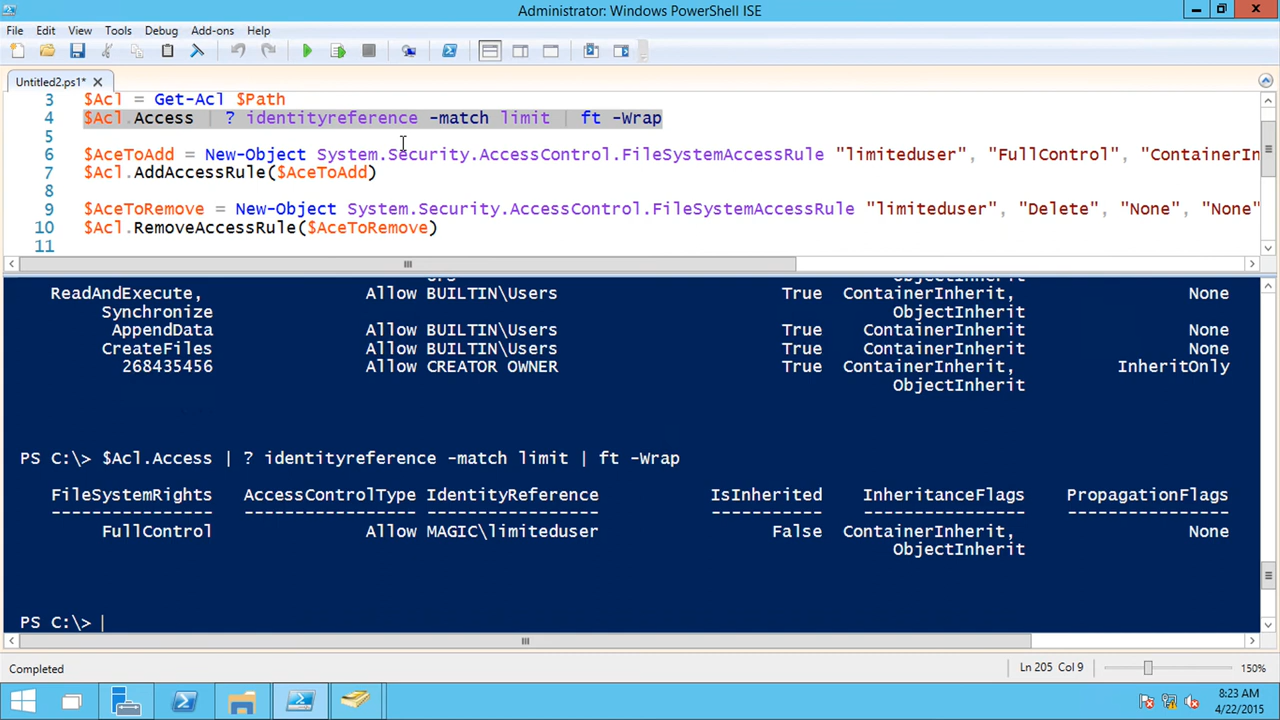 Administrator: Windows PowerShell ISE
File Edit View Tools Debug Add-ons Help
Untitled2.ps1*
3 $Acl = Get-Acl $Path
4 $Acl.Access | ? identityreference -match limit | ft -Wrap
5
6 $AceToAdd = New-Object System.Security.AccessControl.FileSystemAccessRule "limiteduser", "FullControl", "ContainerIn
7 $Acl.AddAccessRule($AceToAdd)
8
9 $AceToRemove = New-Object System.Security.AccessControl.FileSystemAccessRule "limiteduser", "Delete", "None", "None"
10 $Acl.RemoveAccessRule($AceToRemove)
11
ObjectInherit
ReadAndExecute, Allow BUILTIN\Users True ContainerInherit, None
Synchronize ObjectInherit
AppendData Allow BUILTIN\Users True ContainerInherit None
CreateFiles Allow BUILTIN\Users True ContainerInherit None
268435456 Allow CREATOR OWNER True ContainerInherit, InheritOnly
ObjectInherit
PS C:\> $Acl.Access | ? identityreference -match limit | ft -Wrap
FileSystemRights AccessControlType IdentityReference IsInherited InheritanceFlags PropagationFlags
---------------- ----------------- ----------------- ----------- ---------------- ----------------
FullControl Allow MAGIC\limiteduser False ContainerInherit, None
ObjectInherit
PS C:\>
Completed Ln 205 Col 9 150%
8:23 AM
4/22/2015